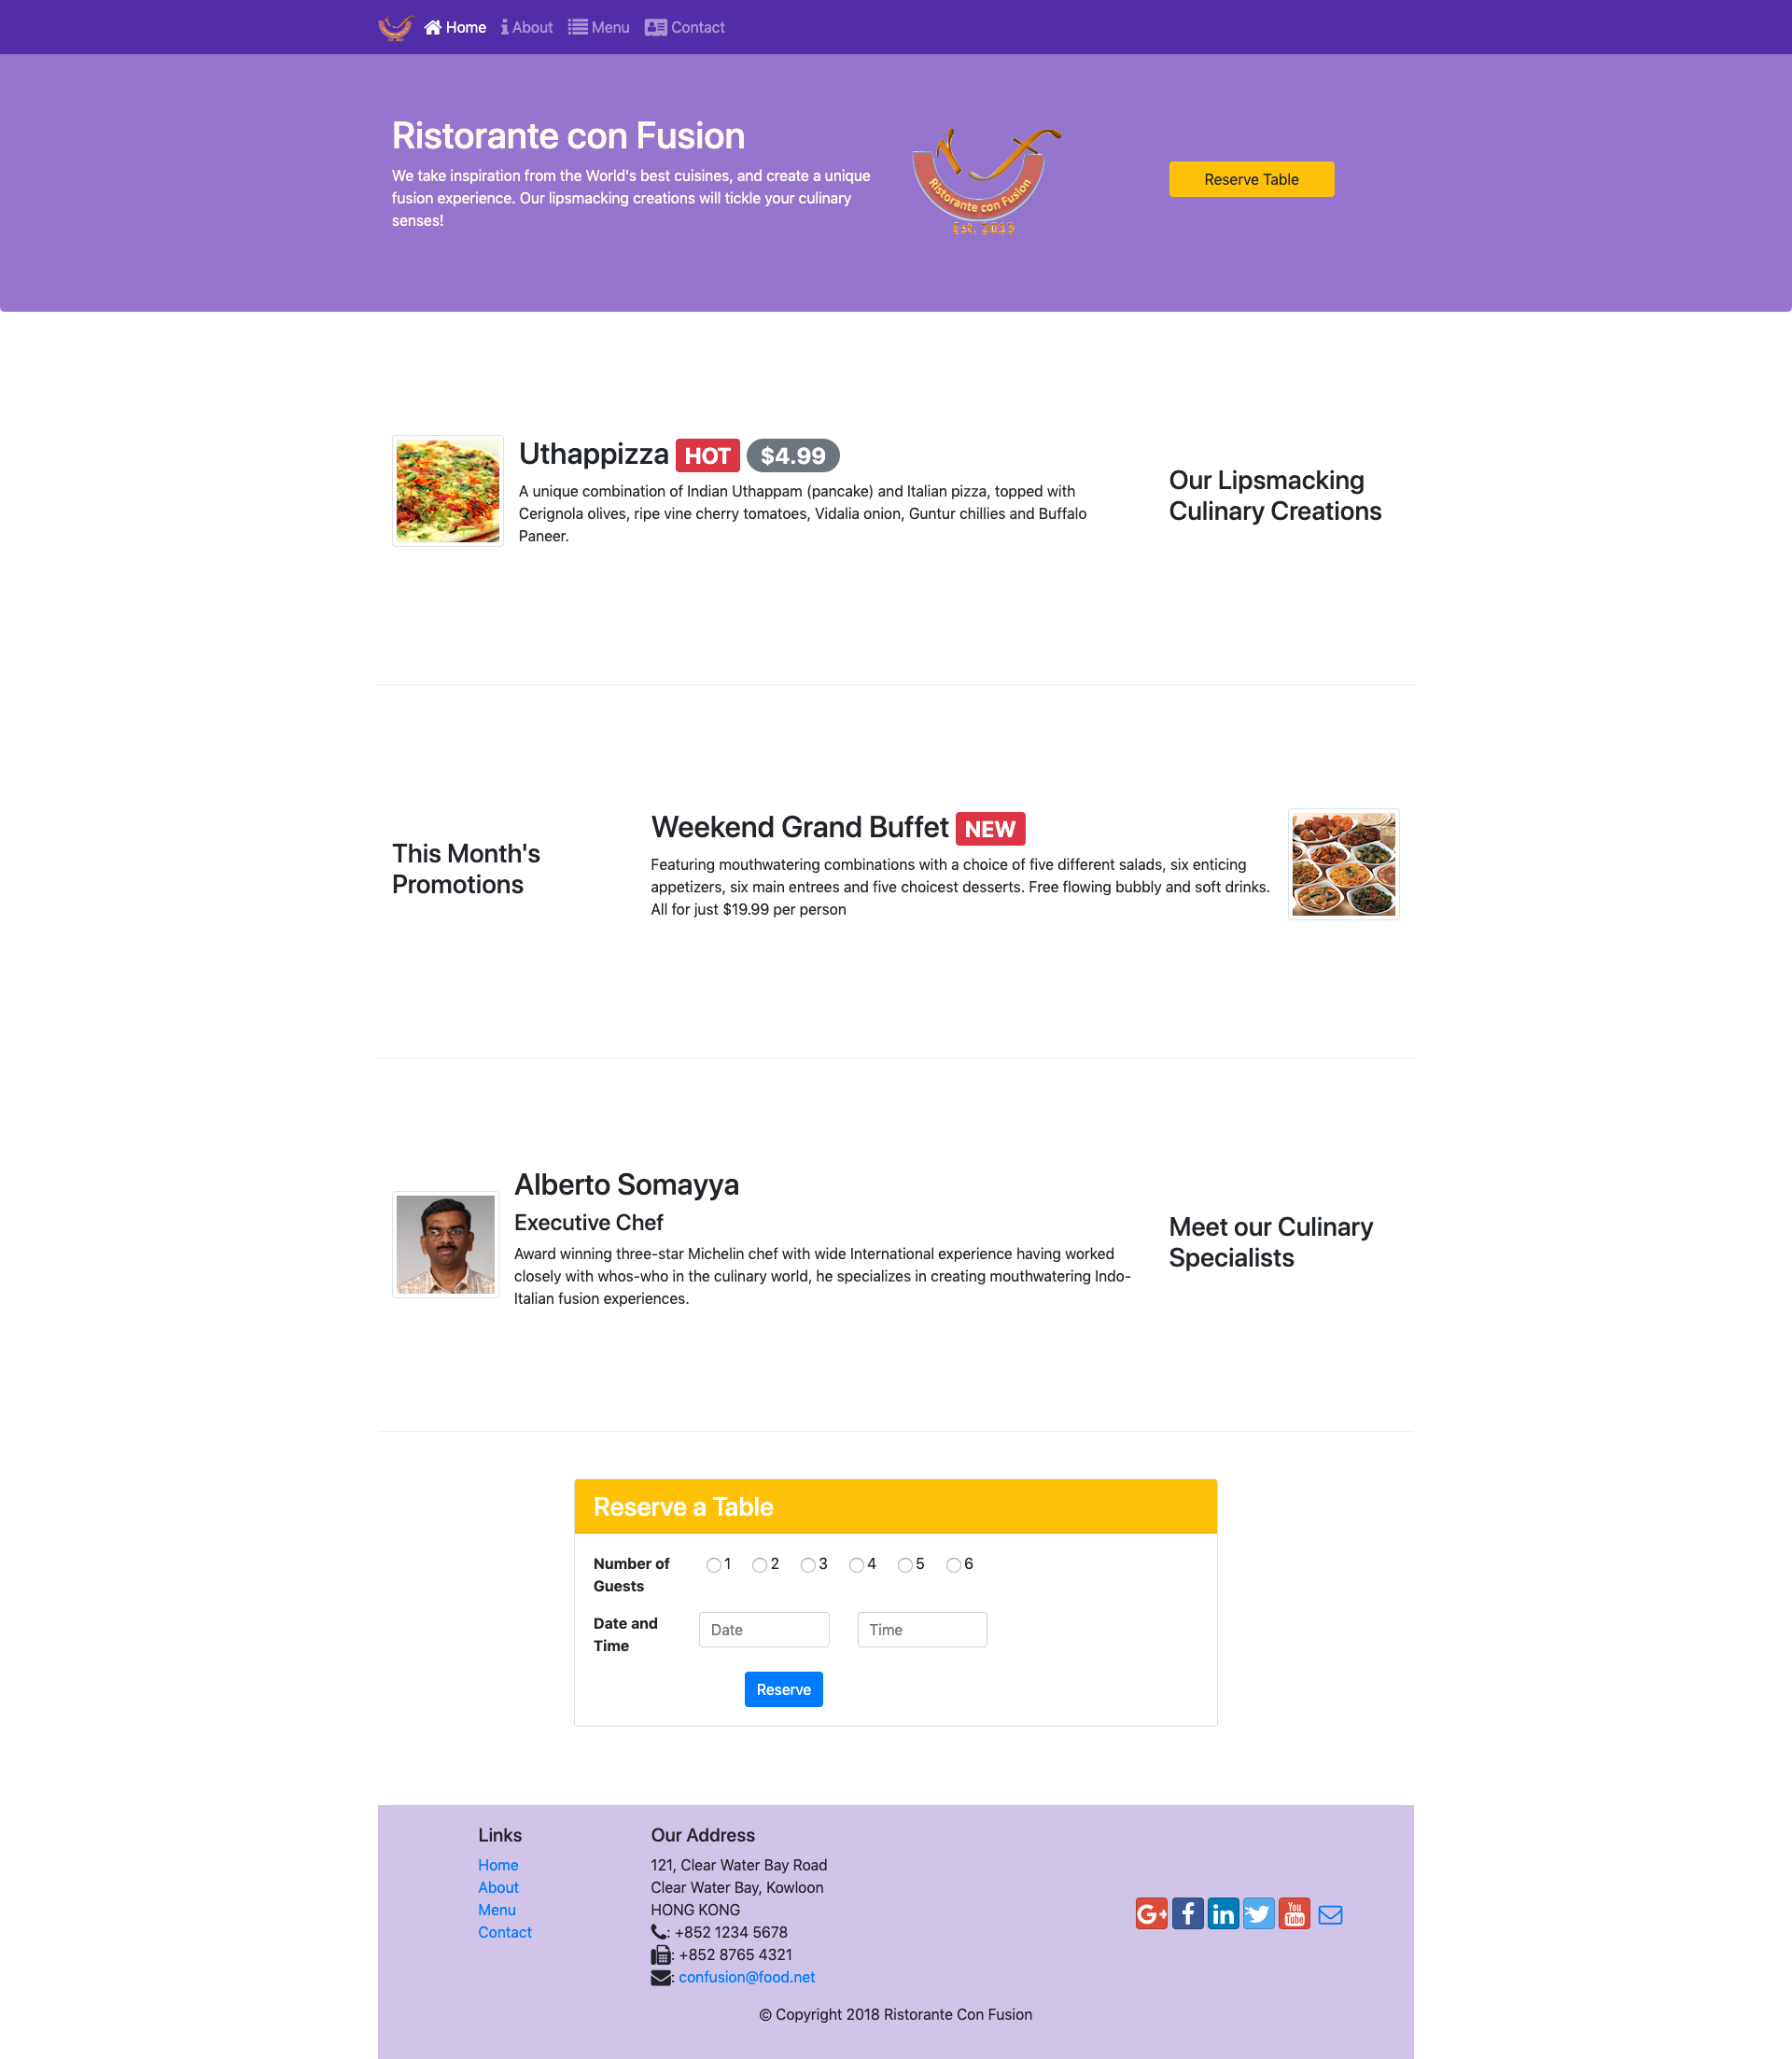 Home About Menu Contact
Ristorante con Fusion
We take inspiration from the World's best cuisines, and create a unique
fusion experience. Our lipsmacking creations will tickle your culinary
senses!
Ristorante con Fusion
Est. 2013
Reserve Table
Uthappizza HOT $4.99
A unique combination of Indian Uthappam (pancake) and Italian pizza, topped with
Cerignola olives, ripe vine cherry tomatoes, Vidalia onion, Guntur chillies and Buffalo
Paneer.
Our Lipsmacking
Culinary Creations
This Month's
Promotions
Weekend Grand Buffet NEW
Featuring mouthwatering combinations with a choice of five different salads, six enticing
appetizers, six main entrees and five choicest desserts. Free flowing bubbly and soft drinks.
All for just $19.99 per person
Alberto Somayya
Executive Chef
Award winning three-star Michelin chef with wide International experience having worked
closely with whos-who in the culinary world, he specializes in creating mouthwatering Indo-
Italian fusion experiences.
Meet our Culinary
Specialists
Reserve a Table
Number of
Guests
1 2 3 4 5 6
Date and
Time
Date Time
Reserve
Links
Home
About
Menu
Contact
Our Address
121, Clear Water Bay Road
Clear Water Bay, Kowloon
HONG KONG
: +852 1234 5678
: +852 8765 4321
: confusion@food.net
G+ f in You Tube
© Copyright 2018 Ristorante Con Fusion